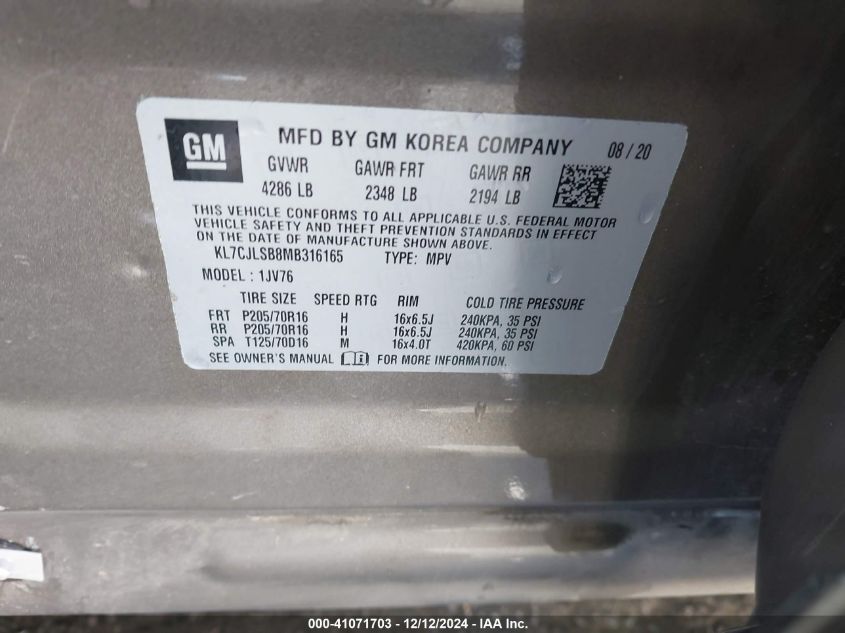 GM
MFD BY GM KOREA COMPANY 08 / 20
GVWR GAWR FRT GAWR RR
4286 LB 2348 LB 2194 LB
THIS VEHICLE CONFORMS TO ALL APPLICABLE U.S. FEDERAL MOTOR
VEHICLE SAFETY AND THEFT PREVENTION STANDARDS IN EFFECT
ON THE DATE OF MANUFACTURE SHOWN ABOVE.
KL7CJLSB8MB316165 TYPE: MPV
MODEL : 1JV76
TIRE SIZE SPEED RTG RIM COLD TIRE PRESSURE
FRT P205/70R16 H 16x6.5J 240KPA, 35 PSI
RR P205/70R16 H 16x6.5J 240KPA, 35 PSI
SPA T125/70D16 M 16x4.0T 420KPA, 60 PSI
SEE OWNER'S MANUAL FOR MORE INFORMATION.
000-41071703 - 12/12/2024 - IAA Inc.